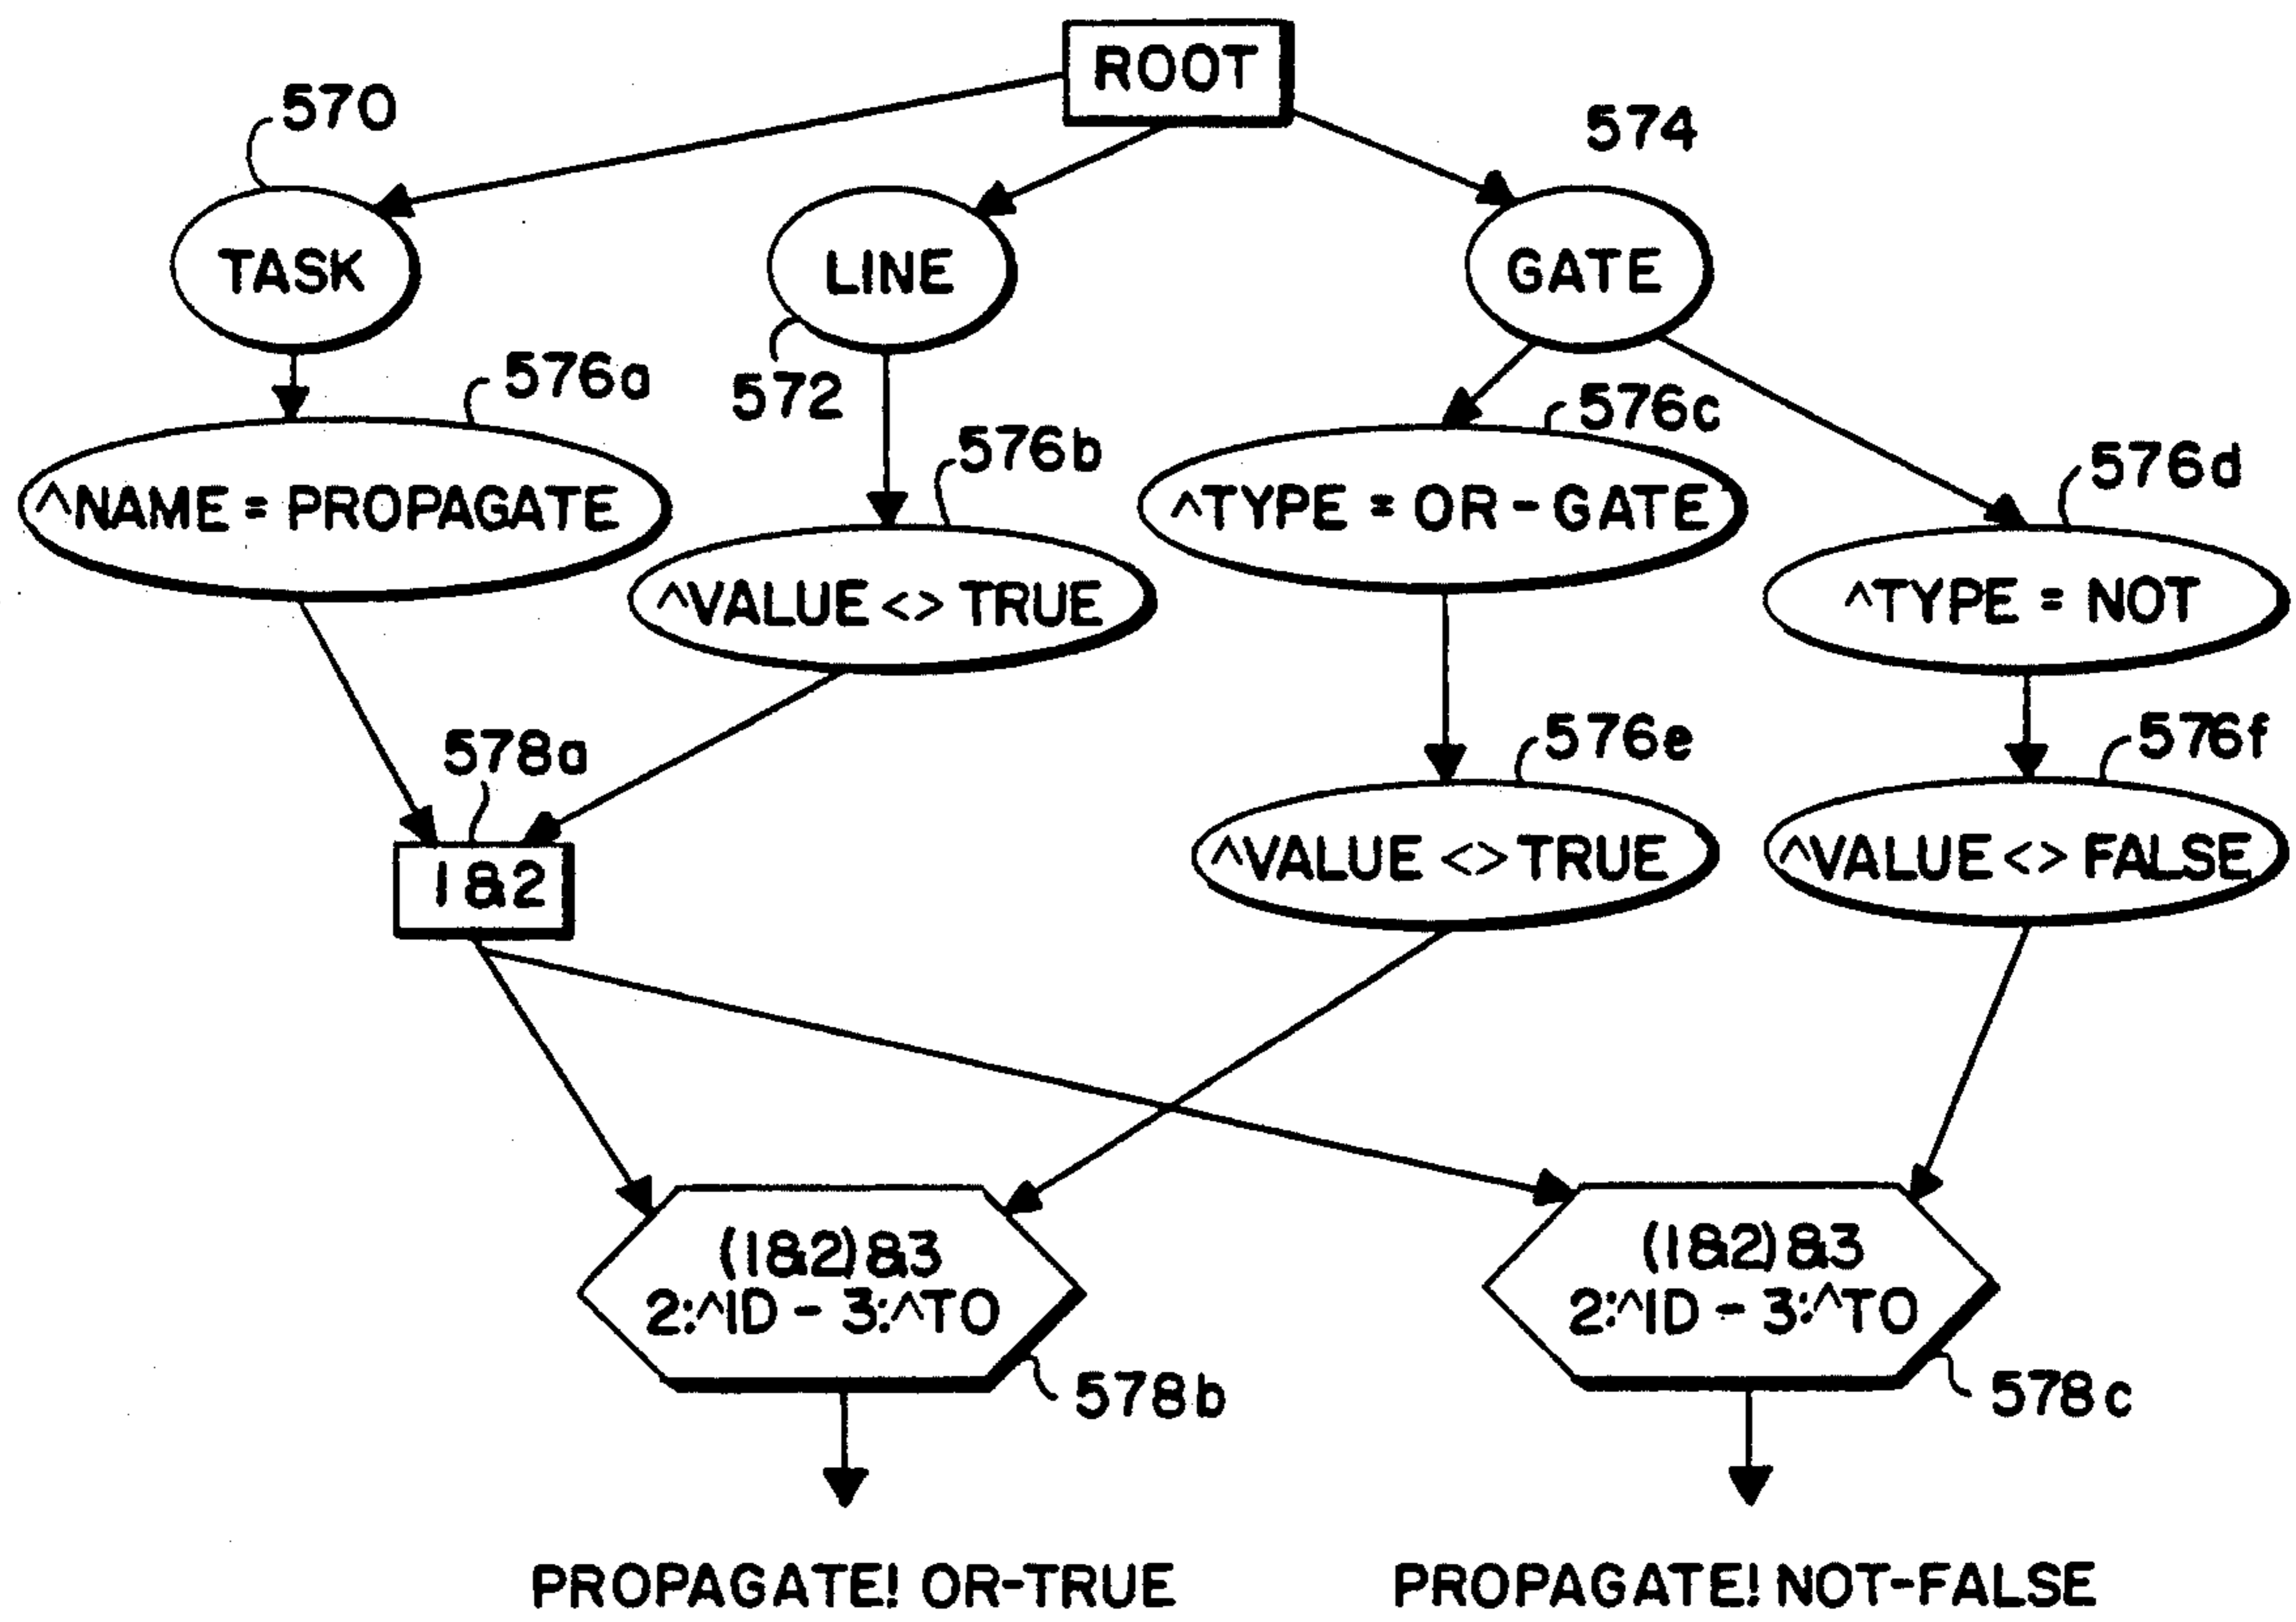 ROOT
570
574
TASK
LINE
GATE
572
576a
576b
576c
576d
^NAME = PROPAGATE
^TYPE = OR-GATE
^VALUE <> TRUE
^TYPE = NOT
578a
576e
576f
1&2
^VALUE <> TRUE
^VALUE <> FALSE
(1&2)&3
2:^ID - 3:^TO
(1&2)&3
2:^ID - 3:^TO
578b
578c
PROPAGATE! OR-TRUE
PROPAGATE! NOT-FALSE